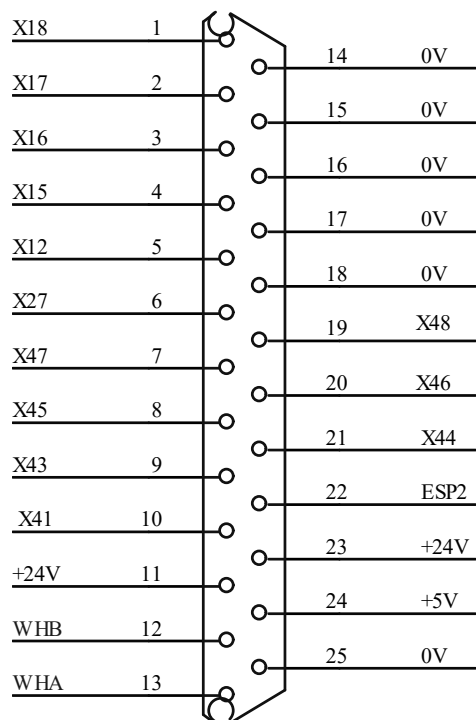 X18 1
14 0V
X17 2
15 0V
X16 3
16 0V
X15 4
17 0V
X12 5
18 0V
X27 6
19 X48
X47 7
20 X46
X45 8
21 X44
X43 9
22 ESP2
X41 10
23 +24V
+24V 11
24 +5V
WHB 12
25 0V
WHA 13